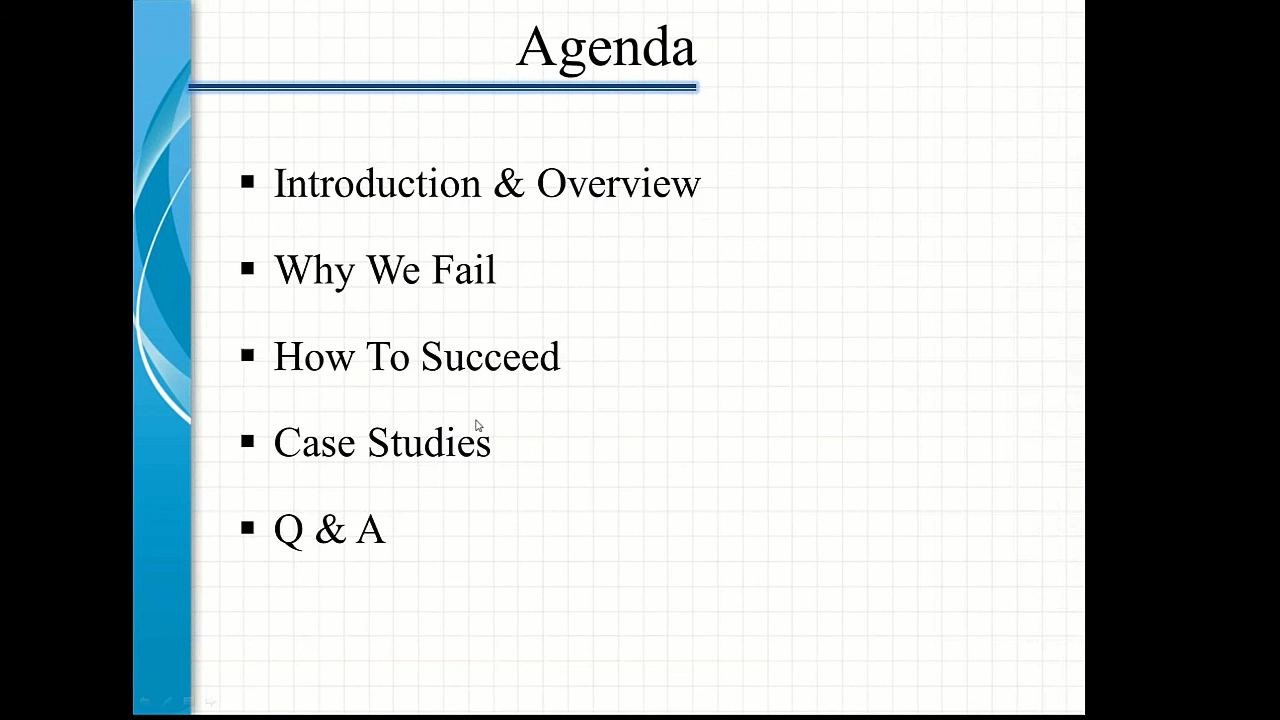 Agenda
▪ Introduction & Overview
▪ Why We Fail
▪ How To Succeed
▪ Case Studies
▪ Q & A